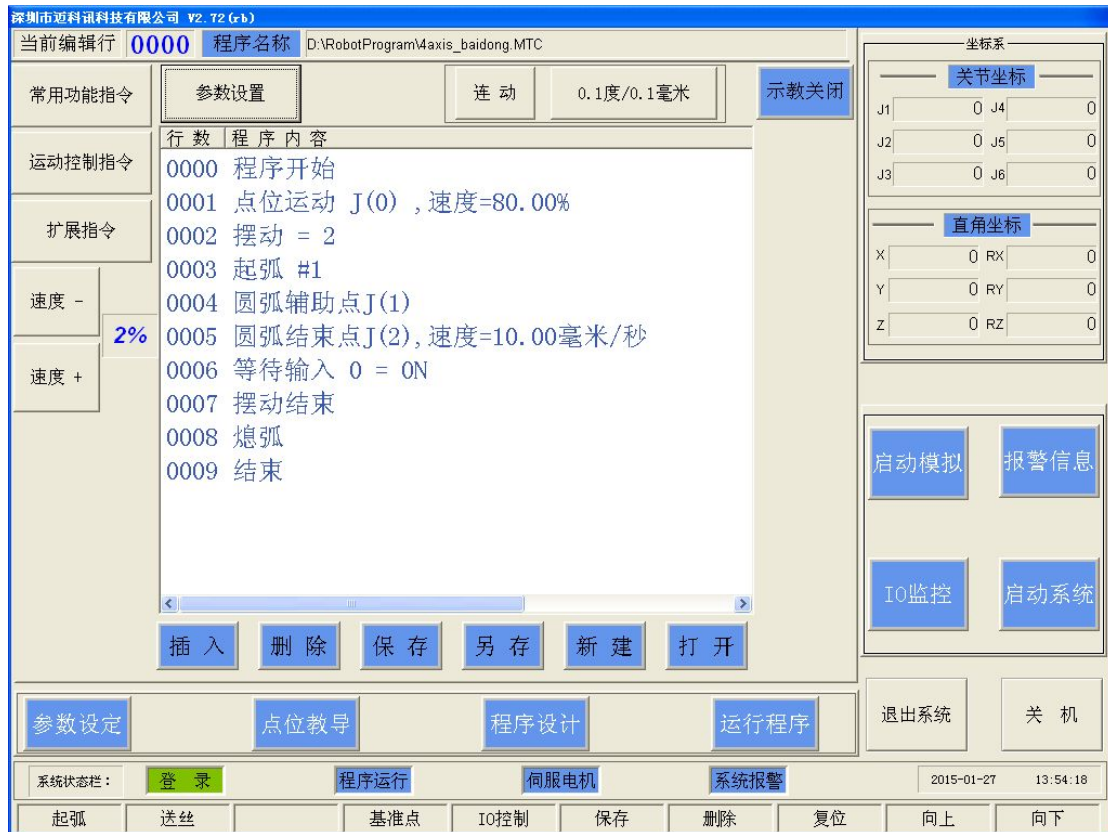 深圳市迈科讯科技有限公司 V2.72(rb)
当前编辑行 0000 程序名称 D:\RobotProgram\4axis_baidong.MTC
常用功能指令
运动控制指令
扩展指令
速度 -
2%
速度 +
参数设置 连 动 0.1度/0.1毫米 示教关闭
行 数 程 序 内 容
0000 程序开始
0001 点位运动 J(0) ,速度=80.00%
0002 摆动 = 2
0003 起弧 #1
0004 圆弧辅助点J(1)
0005 圆弧结束点J(2),速度=10.00毫米/秒
0006 等待输入 0 = ON
0007 摆动结束
0008 熄弧
0009 结束
插 入 删 除 保 存 另 存 新 建 打 开
坐标系
关节坐标
J1 0 J4 0
J2 0 J5 0
J3 0 J6 0
直角坐标
X 0 RX 0
Y 0 RY 0
Z 0 RZ 0
启动模拟 报警信息
IO监控 启动系统
参数设定 点位教导 程序设计 运行程序 退出系统 关 机
系统状态栏： 登 录 程序运行 伺服电机 系统报警 2015-01-27 13:54:18
起弧 送丝 基准点 IO控制 保存 删除 复位 向上 向下